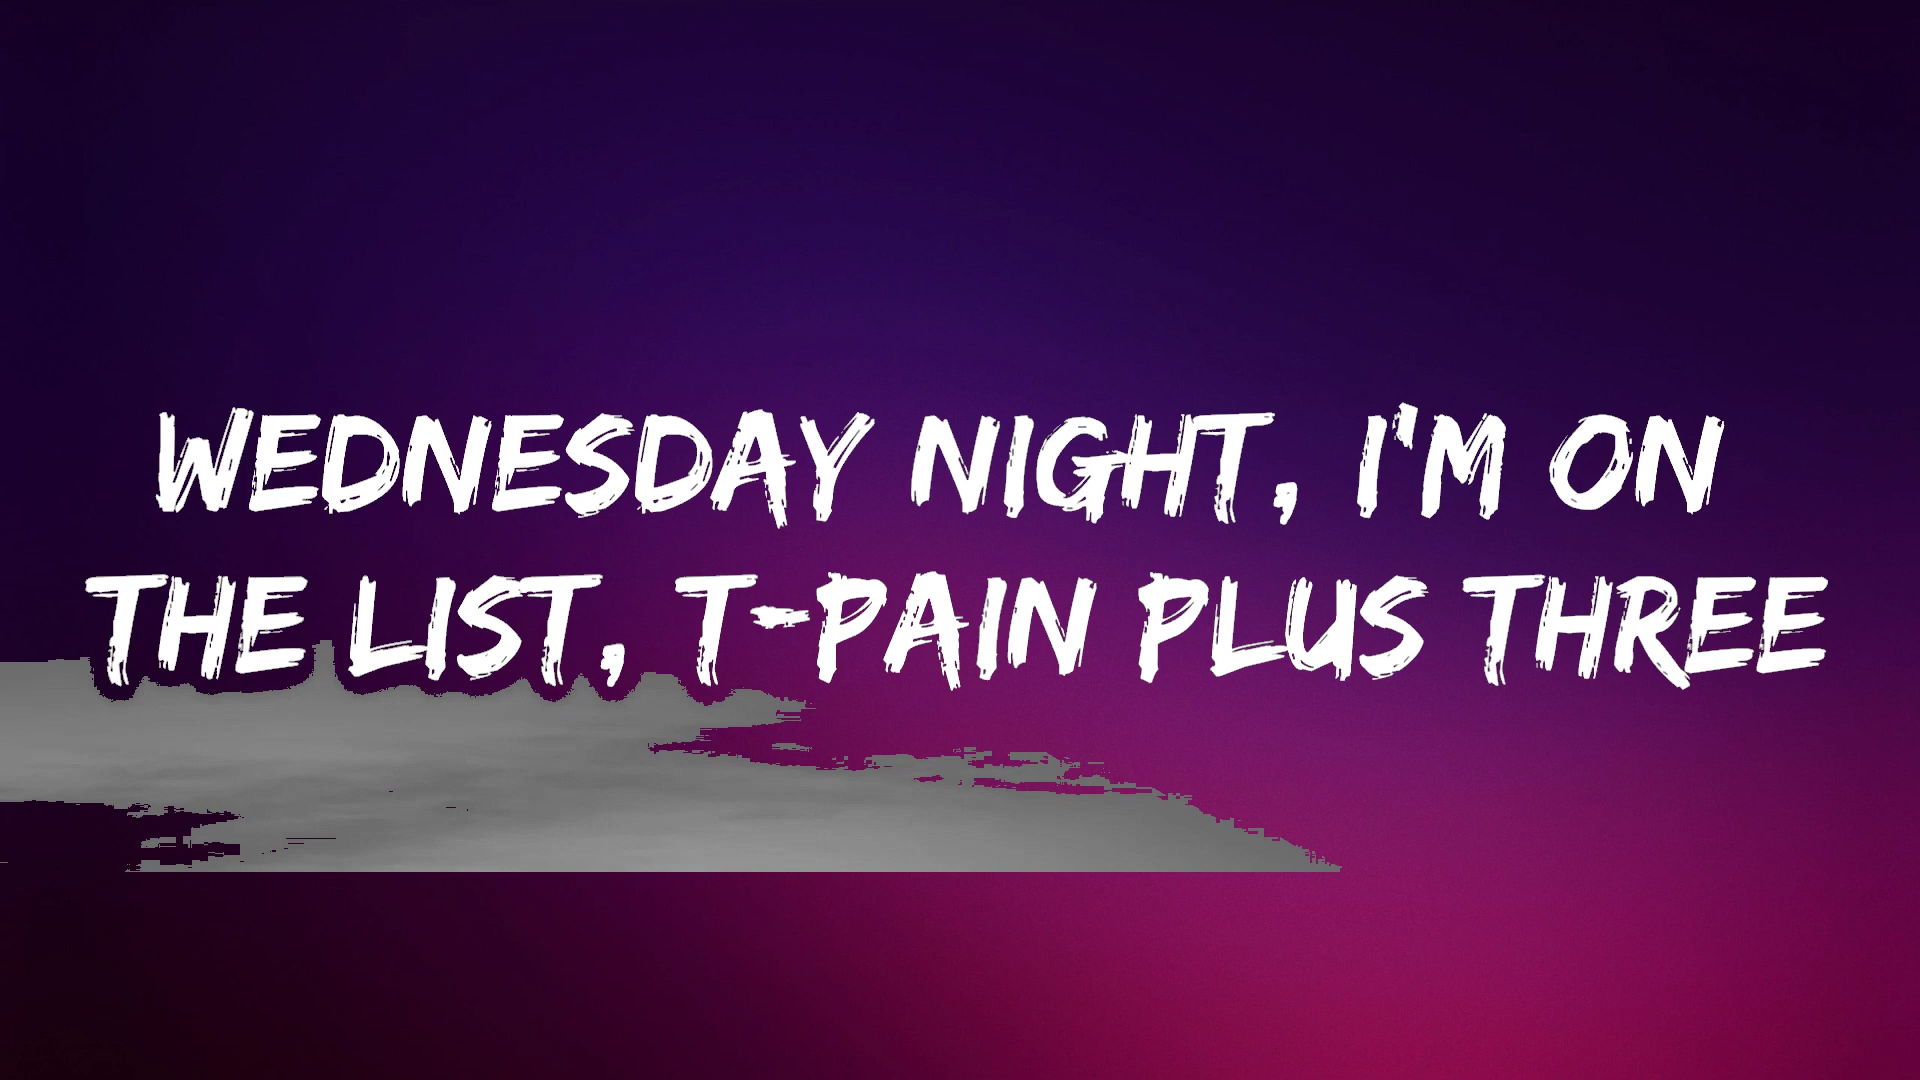 WEDNESDAY NIGHT, I'M ON
THE LIST, T-PAIN PLUS THREE